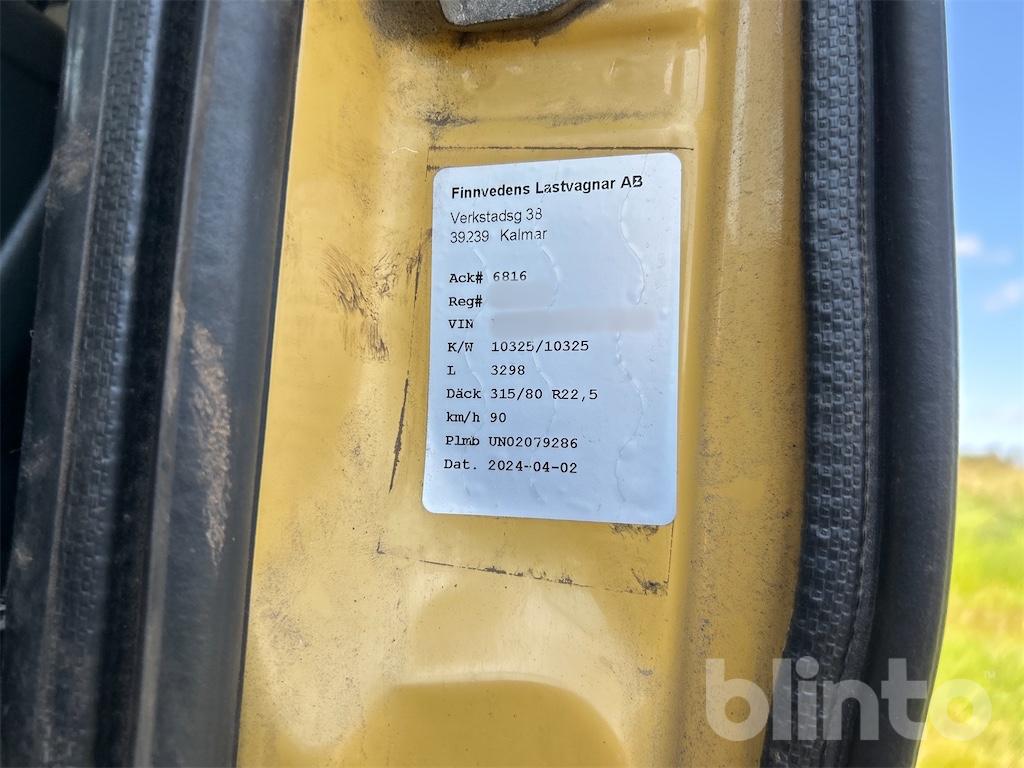 Finnvedens Lastvagnar AB
Verkstadsg 38
39239 Kalmar
Ack# 6816
Reg#
VIN
K/W 10325/10325
L 3298
Däck 315/80 R22,5
km/h 90
Plmb UN02079286
Dat. 2024-04-02
blinto™